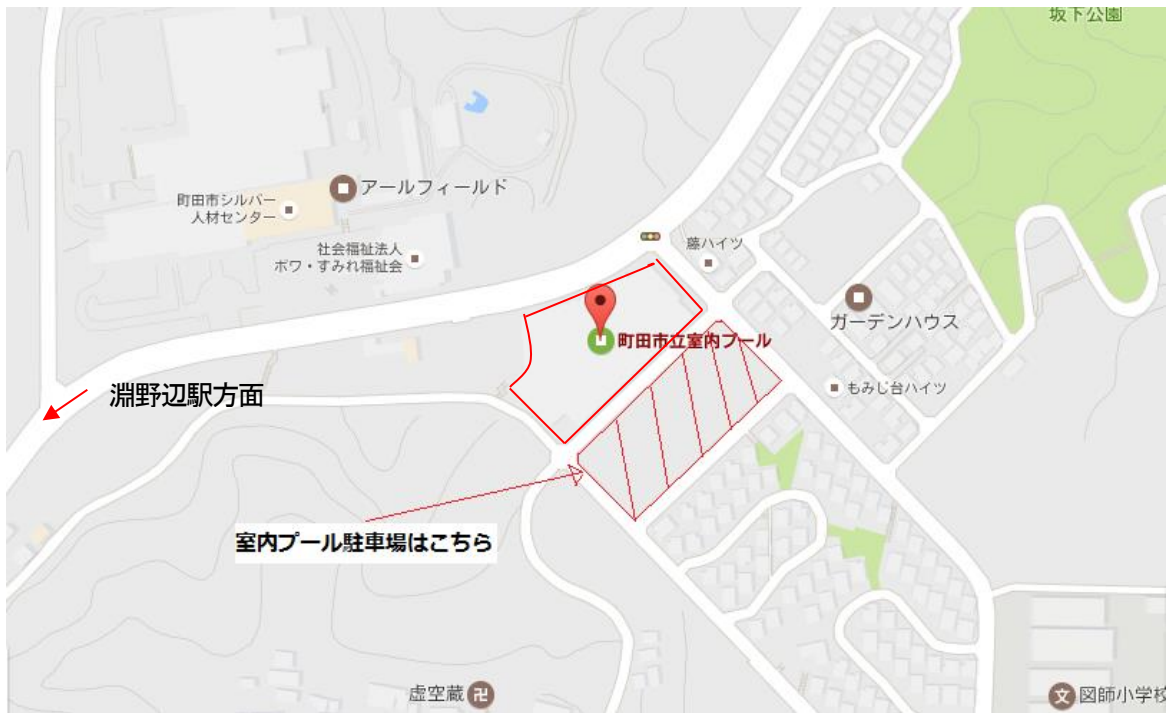 坂下公園
アールフィールド
町田市シルバー
人材センター
社会福祉法人
ボワ・すみれ福祉会
藤ハイツ
ガーデンハウス
町田市立室内プール
もみじ台ハイツ
淵野辺駅方面
室内プール駐車場はこちら
虚空蔵
卍
文
図師小学校